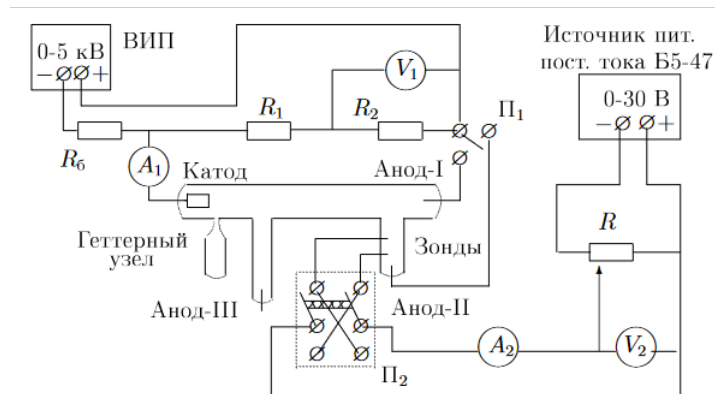 ВИП
0-5 кВ
− +
R₁
R₂
V₁
П₁
Rб
A₁
Катод
Анод-I
Геттерный
узел
Зонды
Анод-III
Анод-II
П₂
A₂
V₂
Источник пит.
пост. тока Б5-47
0-30 В
− +
R